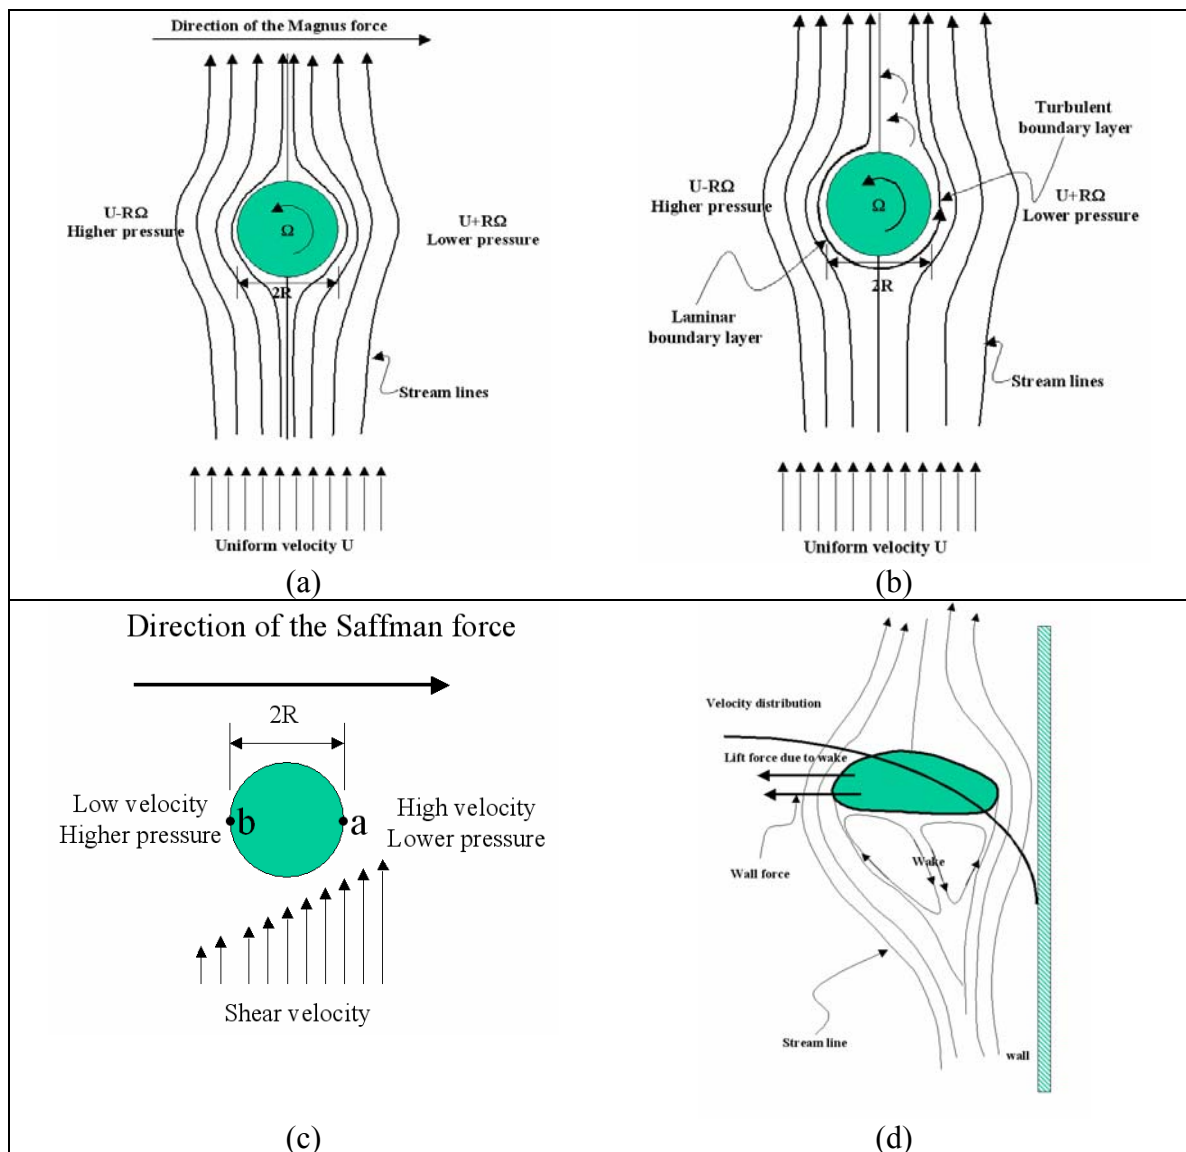 Direction of the Magnus force
U-RΩ
Higher pressure
Ω
U+RΩ
Lower pressure
2R
Stream lines
Uniform velocity U
(a)
Turbulent
boundary layer
U-RΩ
Higher pressure
Ω
U+RΩ
Lower pressure
2R
Laminar
boundary layer
Stream lines
Uniform velocity U
(b)
Direction of the Saffman force
2R
Low velocity
Higher pressure
b
a
High velocity
Lower pressure
Shear velocity
(c)
Velocity distribution
Lift force due to wake
Wall force
Wake
Stream line
wall
(d)